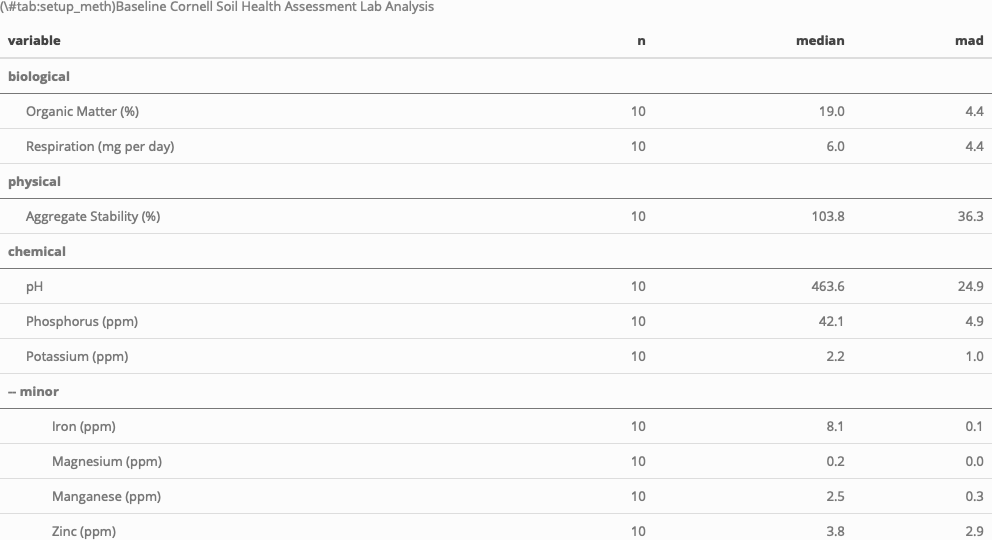 (\#tab:setup_meth)Baseline Cornell Soil Health Assessment Lab Analysis
variable n median mad
biological
Organic Matter (%) 10 19.0 4.4
Respiration (mg per day) 10 6.0 4.4
physical
Aggregate Stability (%) 10 103.8 36.3
chemical
pH 10 463.6 24.9
Phosphorus (ppm) 10 42.1 4.9
Potassium (ppm) 10 2.2 1.0
-- minor
Iron (ppm) 10 8.1 0.1
Magnesium (ppm) 10 0.2 0.0
Manganese (ppm) 10 2.5 0.3
Zinc (ppm) 10 3.8 2.9